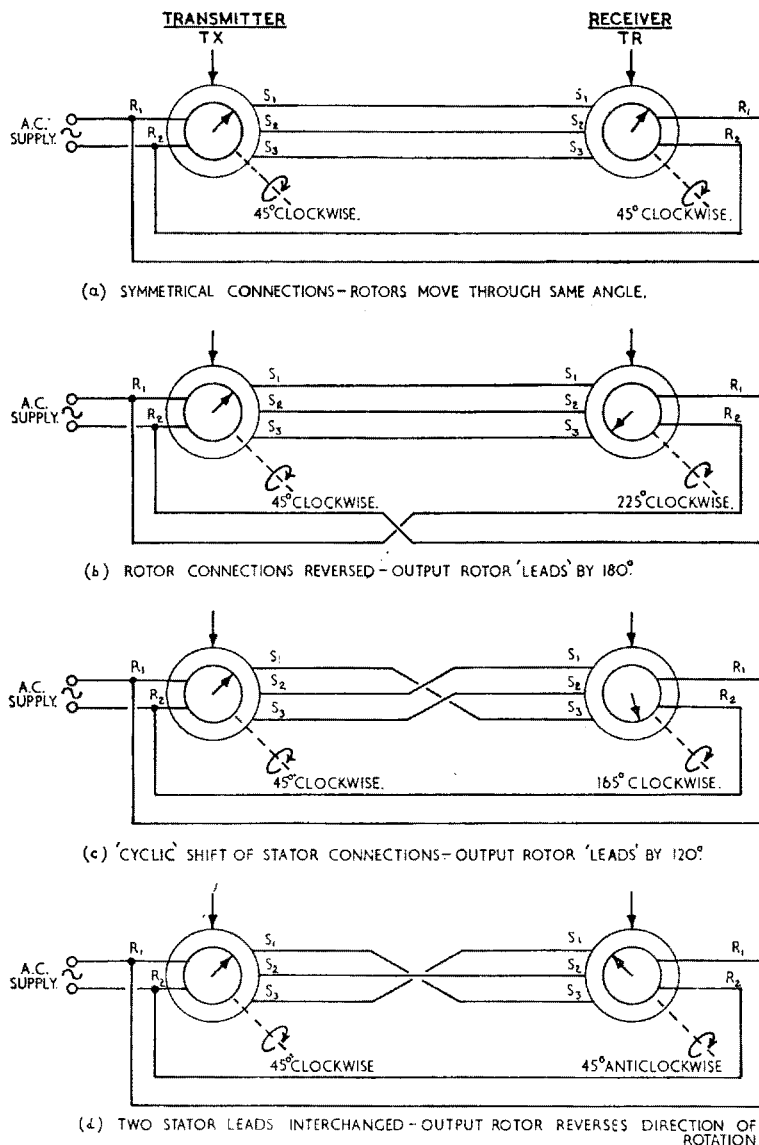 TRANSMITTER
TX
RECEIVER
TR
A.C.
SUPPLY.
R₁
R₂
S₁
S₂
S₃
S₁
S₂
S₃
R₁
R₂
45° CLOCKWISE.
45° CLOCKWISE.
(a) SYMMETRICAL CONNECTIONS – ROTORS MOVE THROUGH SAME ANGLE.
A.C.
SUPPLY.
R₁
R₂
S₁
S₂
S₃
S₁
S₂
S₃
R₁
R₂
45° CLOCKWISE.
225° CLOCKWISE.
(b) ROTOR CONNECTIONS REVERSED – OUTPUT ROTOR 'LEADS' BY 180°.
A.C.
SUPPLY.
R₁
R₂
S₁
S₂
S₃
S₁
S₂
S₃
R₁
R₂
45° CLOCKWISE.
165° CLOCKWISE.
(c) 'CYCLIC' SHIFT OF STATOR CONNECTIONS – OUTPUT ROTOR 'LEADS' BY 120°.
A.C.
SUPPLY.
R₁
R₂
S₁
S₂
S₃
S₁
S₂
S₃
R₁
R₂
45° CLOCKWISE
45° ANTICLOCKWISE
(d) TWO STATOR LEADS INTERCHANGED – OUTPUT ROTOR REVERSES DIRECTION OF
ROTATION